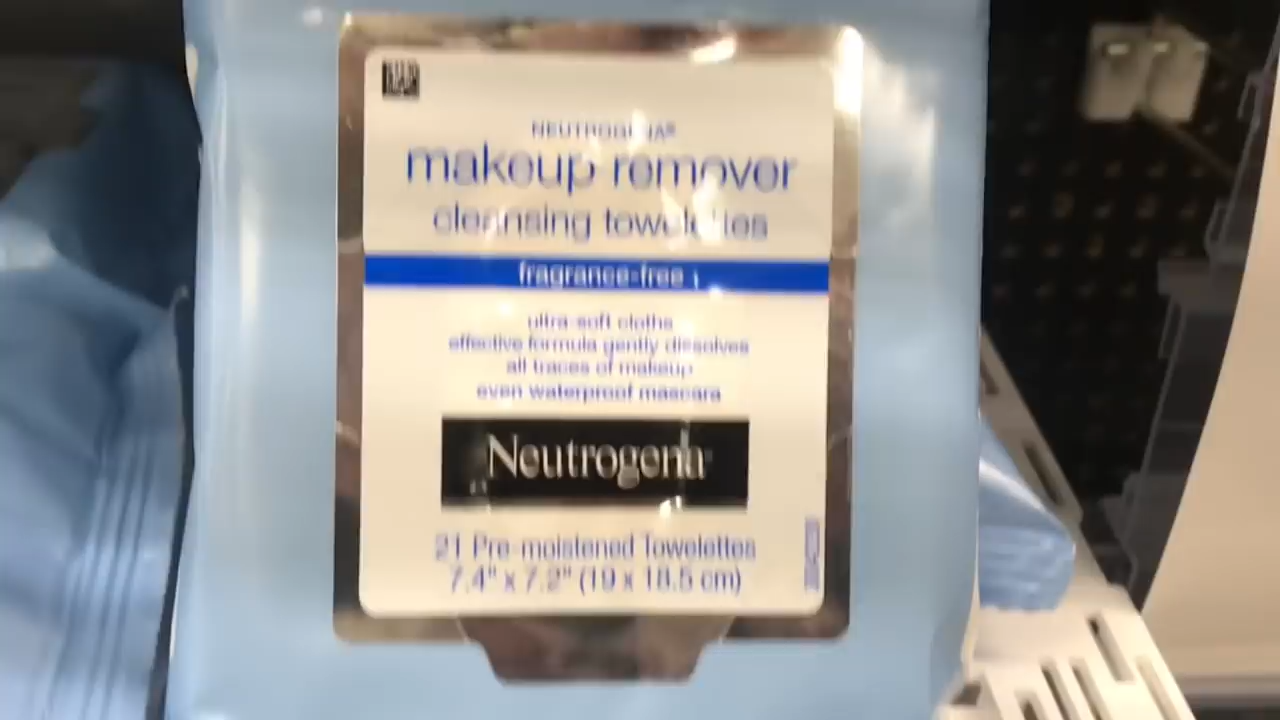 NEUTROGENA®
makeup remover
cleansing towelettes
fragrance-free
ultra-soft cloths
effective formula gently dissolves
all traces of makeup
even waterproof mascara
Neutrogena
21 Pre-moistened Towelettes
7.4" x 7.2" (19 x 18.5 cm)